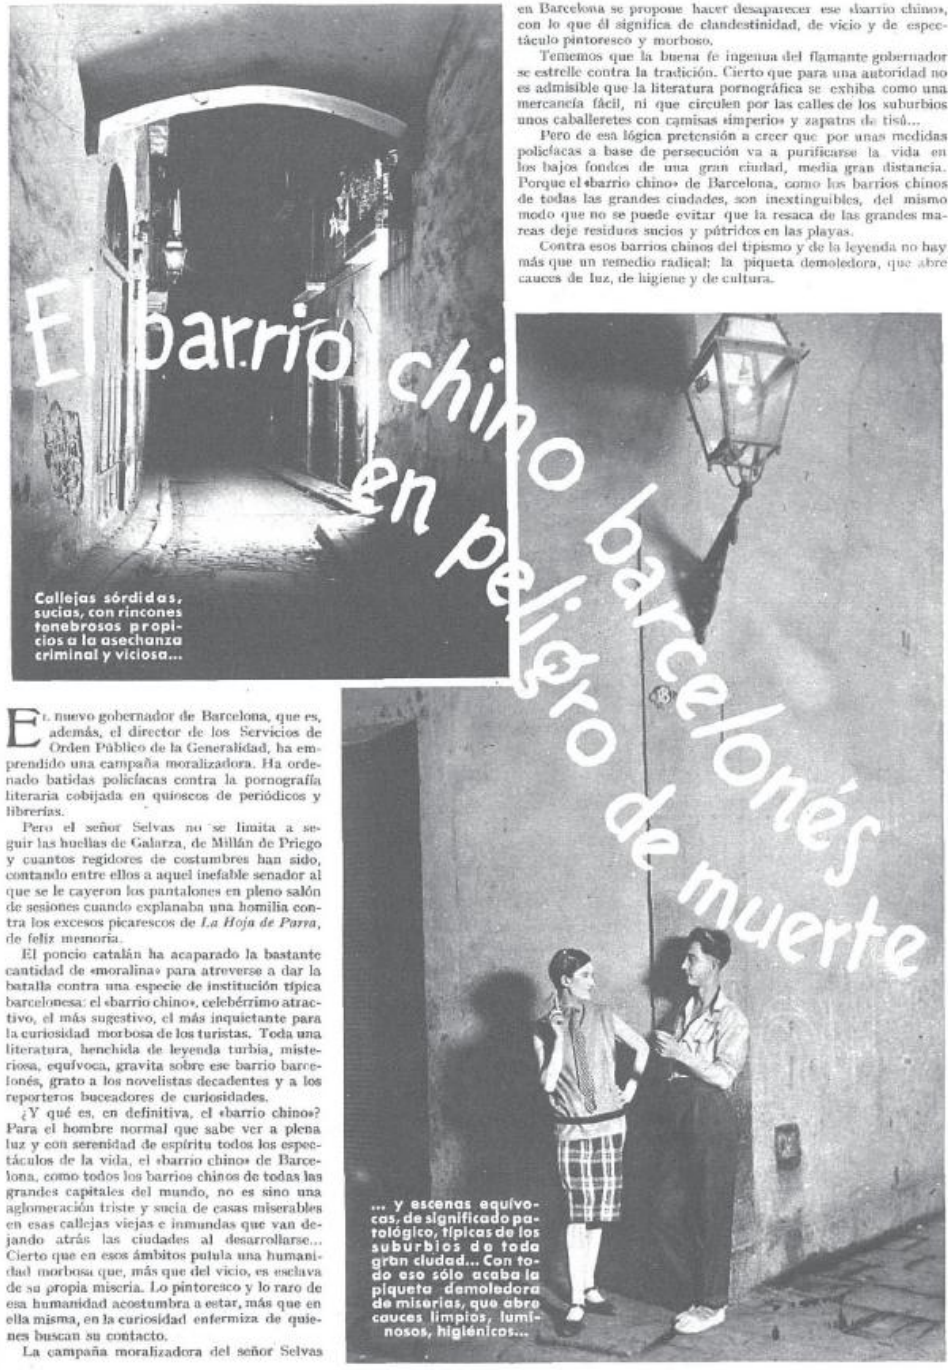 El barrio chino barcelonés
en peligro de muerte
Callejas sórdidas,
sucias, con rincones
tenebrosos propi-
cios a la asechanza
criminal y viciosa...
EL nuevo gobernador de Barcelona, que es,
además, el director de los Servicios de
Orden Público de la Generalidad, ha em-
prendido una campaña moralizadora. Ha orde-
nado batidas policíacas contra la pornografía
literaria cobijada en quioscos de periódicos y
librerías.
Pero el señor Selvas no se limita a se-
guir las huellas de Galarza, de Millán de Priego
y cuantos regidores de costumbres han sido,
contando entre ellos a aquel inefable senador al
que se le cayeron los pantalones en pleno salón
de sesiones cuando explanaba una homilia con-
tra los excesos picarescos de La Hoja de Parra,
de feliz memoria.
El poncio catalán ha acaparado la bastante
cantidad de «moralina» para atreverse a dar la
batalla contra una especie de institución típica
barcelonesa: el «barrio chino», celebérrimo atrac-
tivo, el más sugestivo, el más inquietante para
la curiosidad morbosa de los turistas. Toda una
literatura, henchida de leyenda turbia, miste-
riosa, equívoca, gravita sobre ese barrio barce-
lonés, grato a los novelistas decadentes y a los
reporteros buceadores de curiosidades.
¿Y qué es, en definitiva, el «barrio chino»?
Para el hombre normal que sabe ver a plena
luz y con serenidad de espíritu todos los espec-
táculos de la vida, el «barrio chino» de Barce-
lona, como todos los barrios chinos de todas las
grandes capitales del mundo, no es sino una
aglomeración triste y sucia de casas miserables
en esas callejas viejas e inmundas que van de-
jando atrás las ciudades al desarrollarse...
Cierto que en esos ámbitos pulula una humani-
dad morbosa que, más que del vicio, es esclava
de su propia miseria. Lo pintoresco y lo raro de
esa humanidad acostumbra a estar, más que en
ella misma, en la curiosidad enfermiza de quie-
nes buscan su contacto.
La campaña moralizadora del señor Selvas
en Barcelona se propone hacer desaparecer ese «barrio chino»,
con lo que él significa de clandestinidad, de vicio y de espec-
táculo pintoresco y morboso.
Tememos que la buena fe ingenua del flamante gobernador
se estrelle contra la tradición. Cierto que para una autoridad no
es admisible que la literatura pornográfica se exhiba como una
mercancía fácil, ni que circulen por las calles de los suburbios
unos caballeretes con camisas «imperio» y zapatos de tisú...
Pero de esa lógica pretensión a creer que por unas medidas
policíacas a base de persecución va a purificarse la vida en
los bajos fondos de una gran ciudad, media gran distancia.
Porque el «barrio chino» de Barcelona, como los barrios chinos
de todas las grandes ciudades, son inextinguibles, del mismo
modo que no se puede evitar que la resaca de las grandes ma-
reas deje residuos sucios y pútridos en las playas.
Contra esos barrios chinos del tipismo y de la leyenda no hay
más que un remedio radical: la piqueta demoledora, que abre
cauces de luz, de higiene y de cultura.
... y escenas equívo-
cas, de significado pa-
tológico, típicas de los
suburbios de toda
gran ciudad... Con to-
do eso sólo acaba la
piqueta demoledora
de miserias, que abre
cauces limpios, lumi-
nosos, higiénicos...